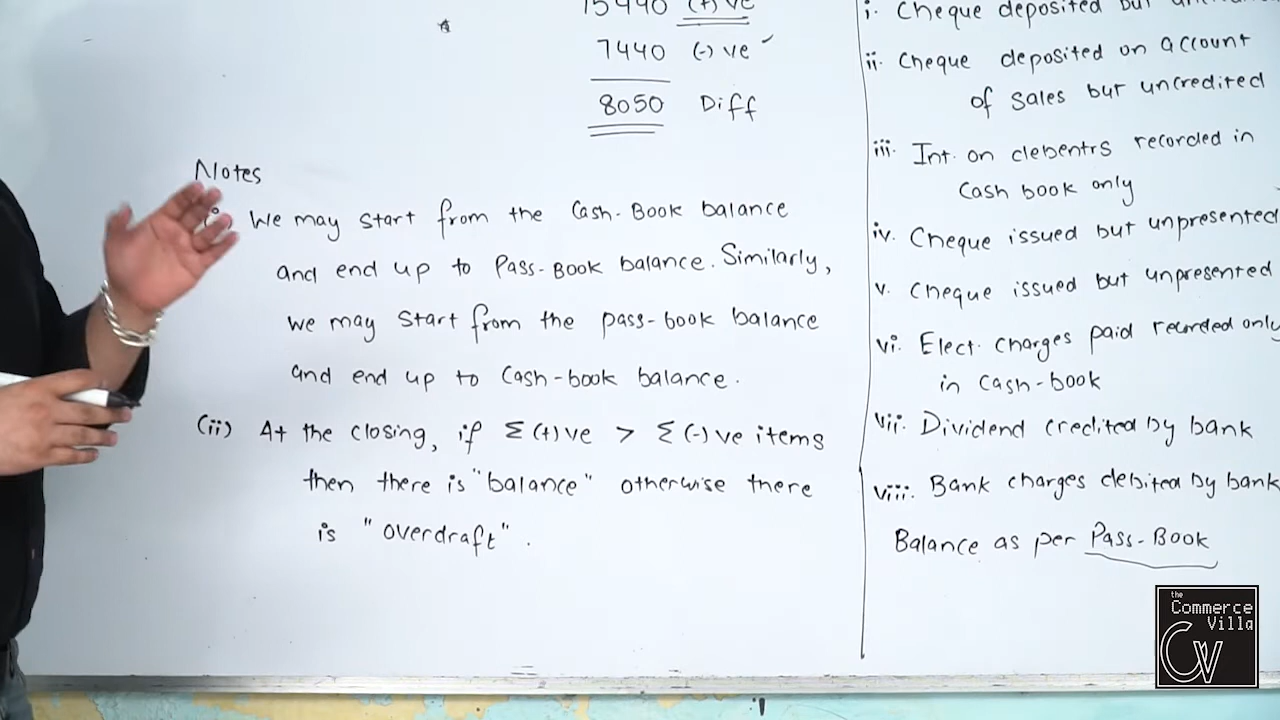 15490 (+) ve
7440 (-) ve
8050 Diff
Notes
i) We may start from the Cash-Book balance
and end up to Pass-Book balance. Similarly,
we may start from the pass-book balance
and end up to cash-book balance.
(ii) At the closing, if Σ(+)ve > Σ(-)ve items
then there is "balance" otherwise there
is "overdraft".
i. Cheque deposited but
ii. Cheque deposited on account
of sales but uncredited
iii. Int. on debentrs recorded in
Cash book only
iv. Cheque issued but unpresented
v. Cheque issued but unpresented
vi. Elect. charges paid recorded only
in cash-book
vii. Dividend credited by bank
viii. Bank charges debited by bank
Balance as per Pass-Book
the
Commerce
Villa
CV